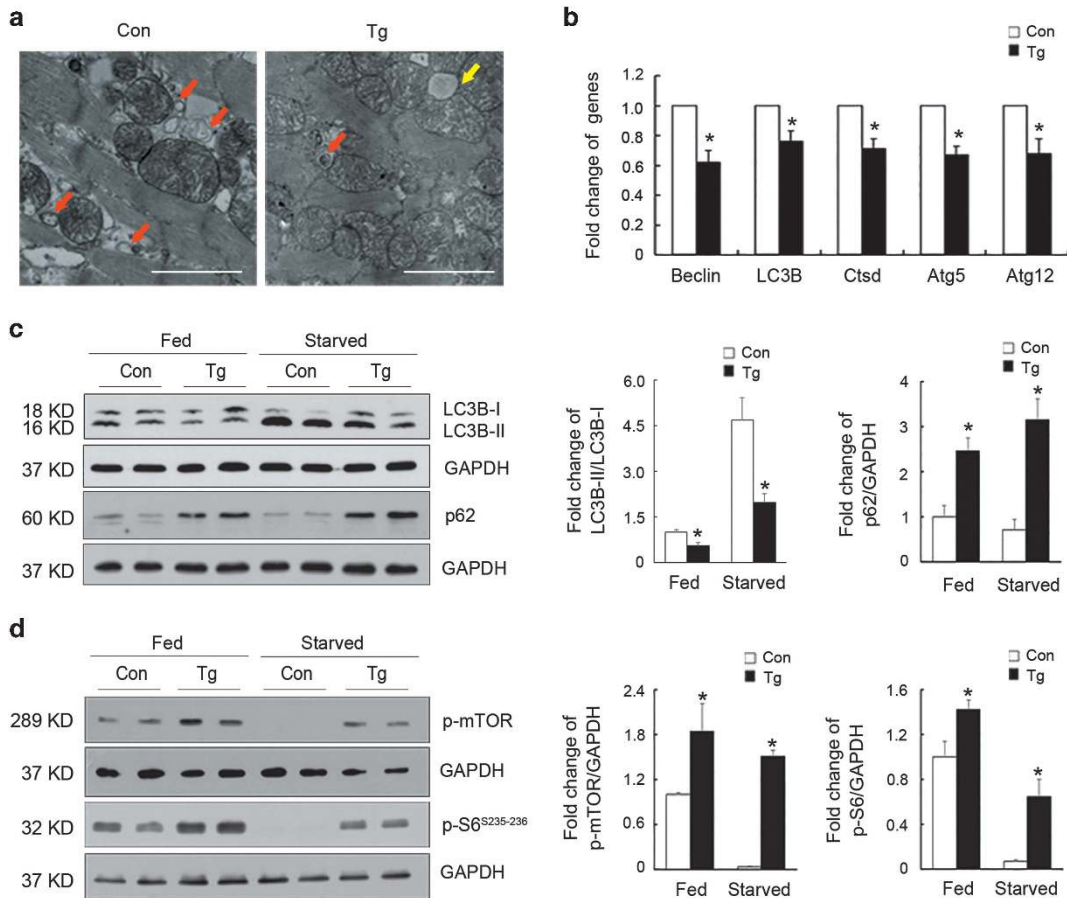 a
Con
Tg
b
Con
Tg
Fold change of genes
1.2
1.0
0.8
0.6
0.4
0.2
0
*
*
*
*
*
Beclin
LC3B
Ctsd
Atg5
Atg12
c
Fed
Starved
Con
Tg
Con
Tg
18 KD
16 KD
LC3B-I
LC3B-II
37 KD
GAPDH
60 KD
p62
37 KD
GAPDH
Con
Tg
Fold change of
LC3B-II/LC3B-I
6.0
4.5
3.0
1.5
0
*
*
Fed
Starved
Con
Tg
Fold change of
p62/GAPDH
4
3
2
1
0
*
*
Fed
Starved
d
Fed
Starved
Con
Tg
Con
Tg
289 KD
p-mTOR
37 KD
GAPDH
32 KD
p-S6S235-236
37 KD
GAPDH
Con
Tg
Fold change of
p-mTOR/GAPDH
2.4
1.8
1.2
0.6
0
*
*
Fed
Starved
Con
Tg
Fold change of
p-S6/GAPDH
1.6
1.2
0.8
0.4
0
*
*
Fed
Starved